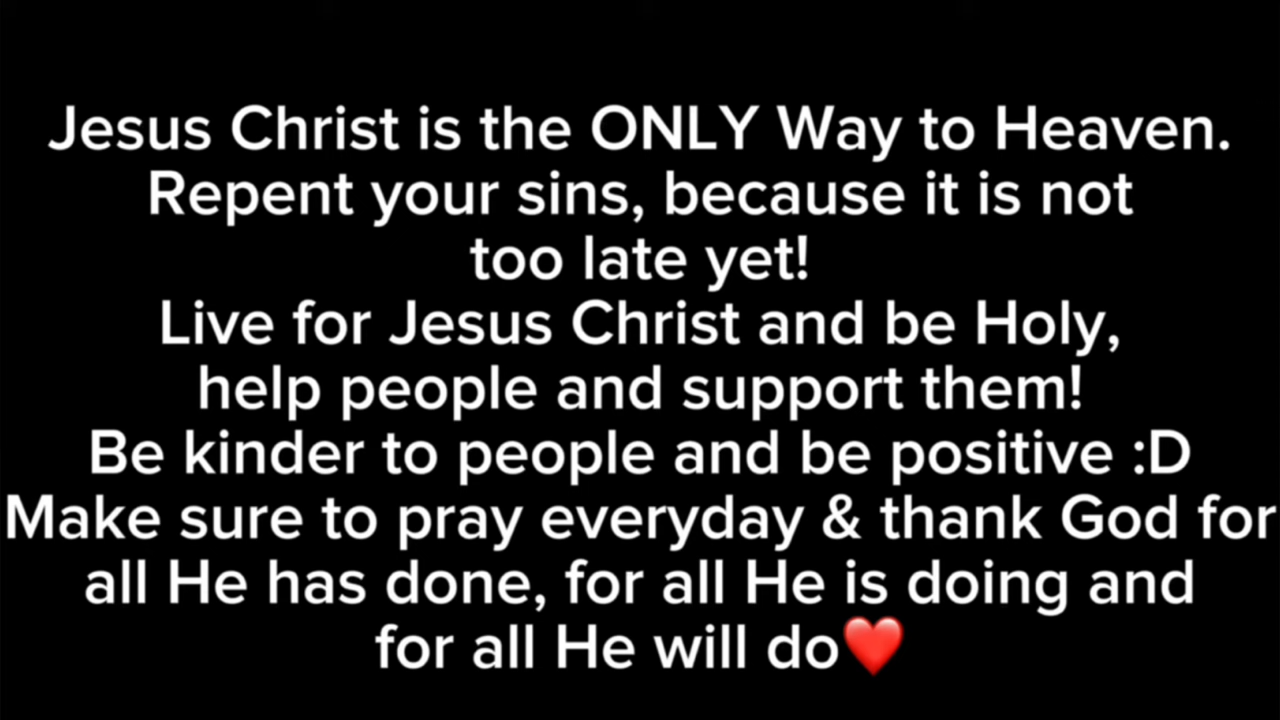 Jesus Christ is the ONLY Way to Heaven.
Repent your sins, because it is not
too late yet!
Live for Jesus Christ and be Holy,
help people and support them!
Be kinder to people and be positive :D
Make sure to pray everyday & thank God for
all He has done, for all He is doing and
for all He will do❤️